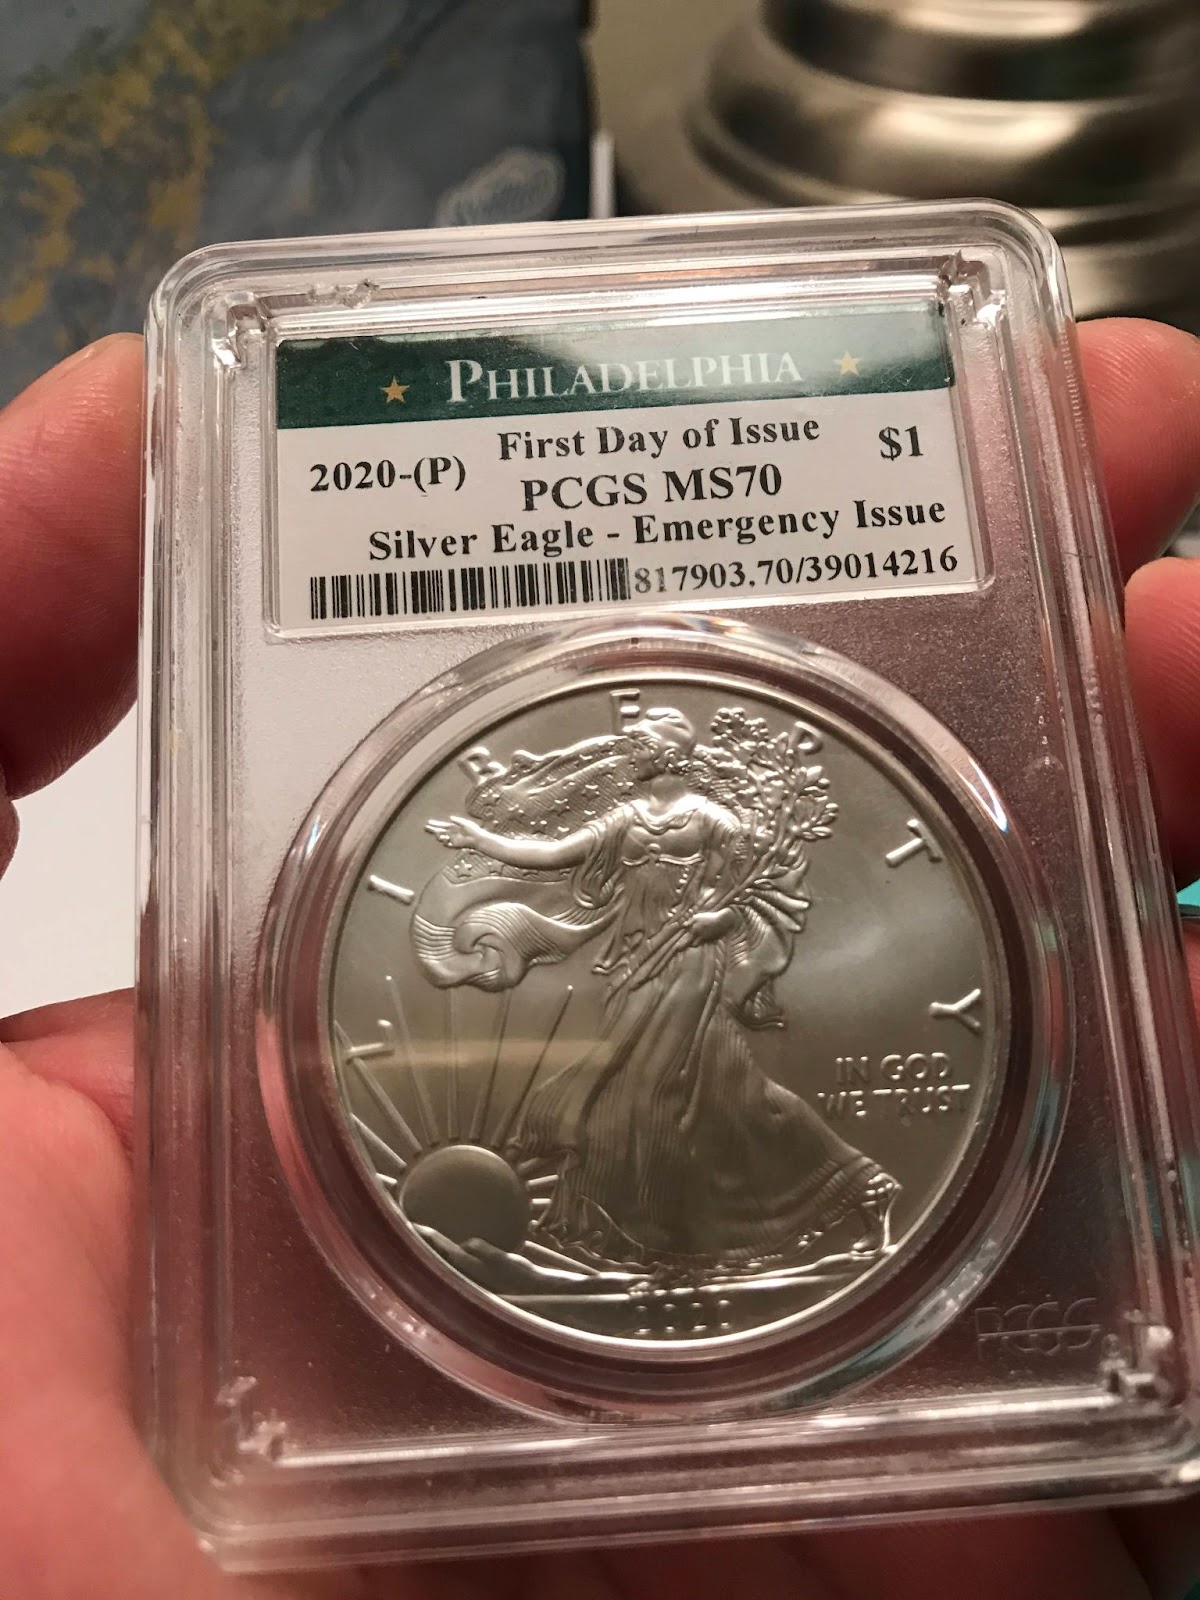 PHILADELPHIA
First Day of Issue
2020-(P) $1
PCGS MS70
Silver Eagle - Emergency Issue
817903.70/39014216
LIBERTY
IN GOD
WE TRUST
2020
PCGS